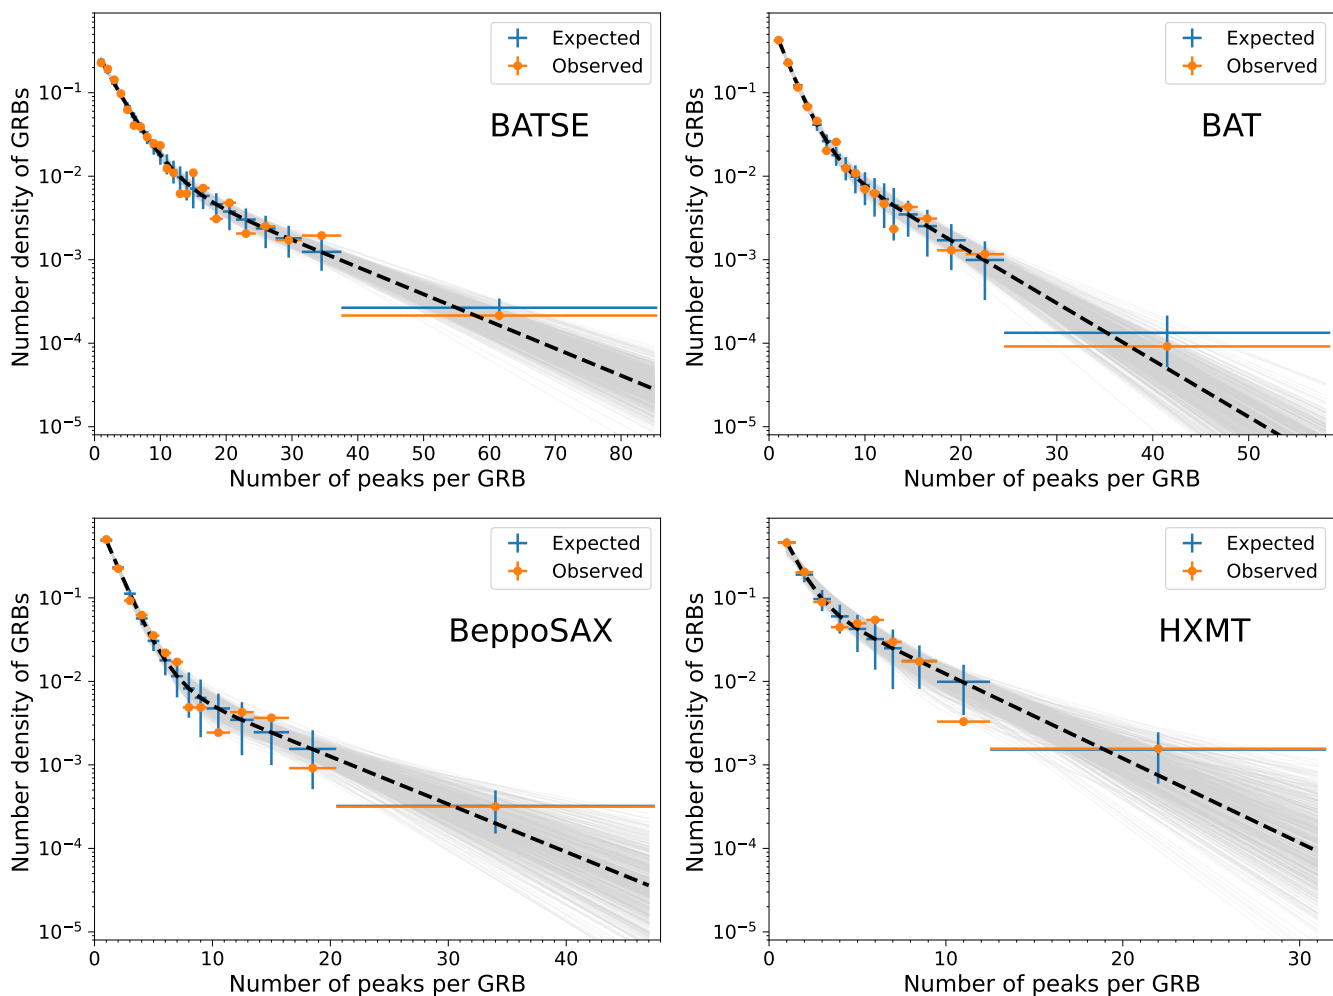 Number density of GRBs
10⁻¹
10⁻²
10⁻³
10⁻⁴
10⁻⁵
Expected
Observed
BATSE
0 10 20 30 40 50 60 70 80
Number of peaks per GRB
Number density of GRBs
10⁻¹
10⁻²
10⁻³
10⁻⁴
10⁻⁵
Expected
Observed
BAT
0 10 20 30 40 50
Number of peaks per GRB
Number density of GRBs
10⁻¹
10⁻²
10⁻³
10⁻⁴
10⁻⁵
Expected
Observed
BeppoSAX
0 10 20 30 40
Number of peaks per GRB
Number density of GRBs
10⁻¹
10⁻²
10⁻³
10⁻⁴
10⁻⁵
Expected
Observed
HXMT
0 10 20 30
Number of peaks per GRB